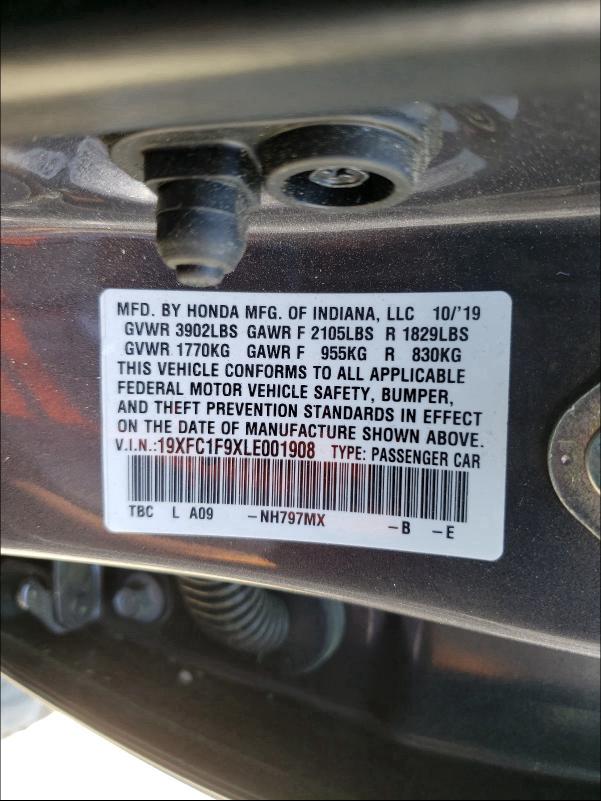 MFD. BY HONDA MFG. OF INDIANA, LLC 10/'19
GVWR 3902LBS GAWR F 2105LBS R 1829LBS
GVWR 1770KG GAWR F 955KG R 830KG
THIS VEHICLE CONFORMS TO ALL APPLICABLE
FEDERAL MOTOR VEHICLE SAFETY, BUMPER,
AND THEFT PREVENTION STANDARDS IN EFFECT
ON THE DATE OF MANUFACTURE SHOWN ABOVE.
V.I.N.:19XFC1F9XLE001908 TYPE: PASSENGER CAR
TBC L A09 -NH797MX -B -E